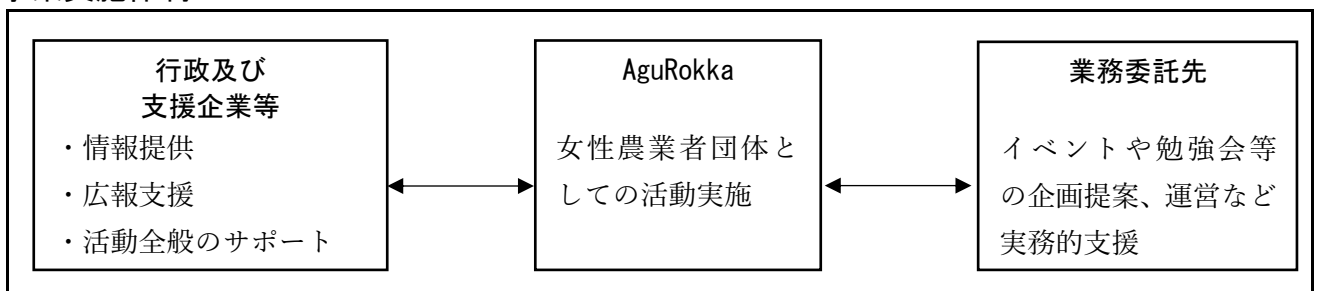 行政及び
支援企業等
・情報提供
・広報支援
・活動全般のサポート
AguRokka
女性農業者団体と
しての活動実施
業務委託先
イベントや勉強会等
の企画提案、運営など
実務的支援